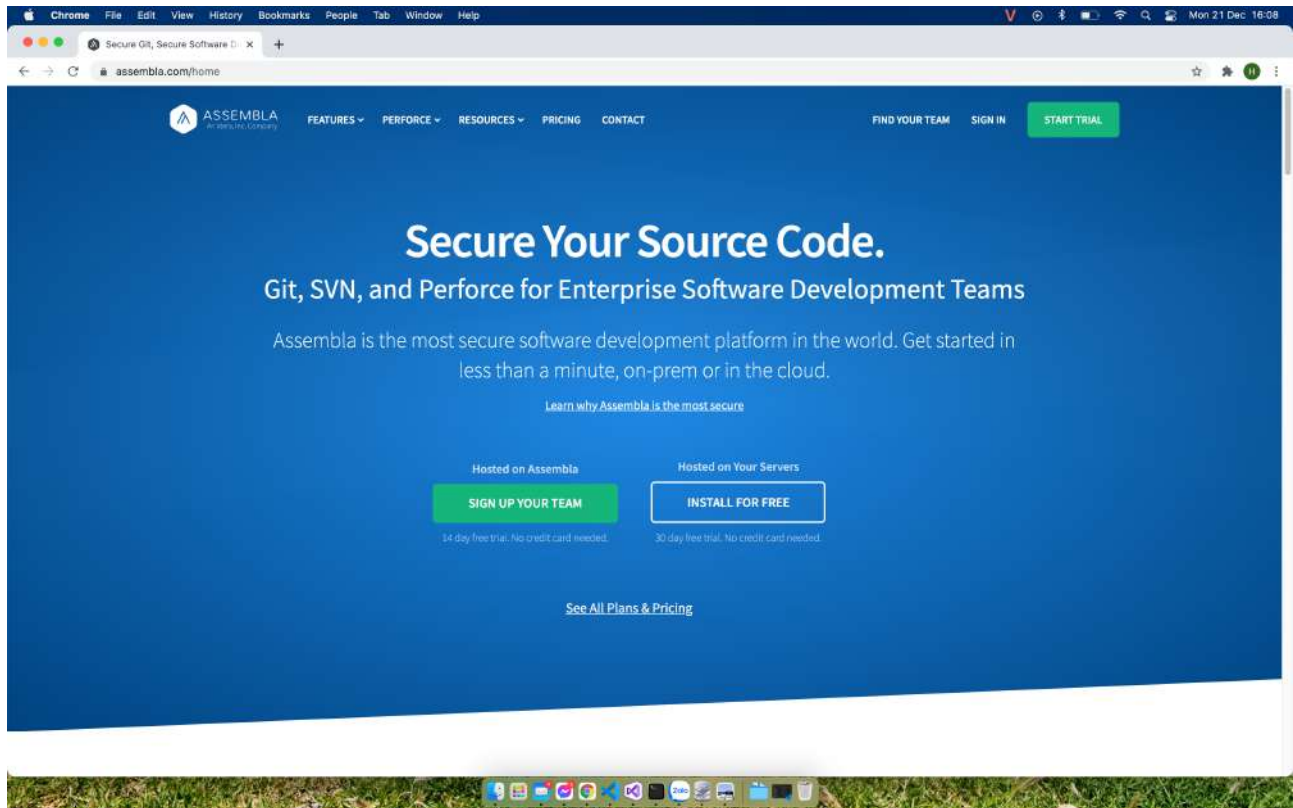 Chrome File Edit View History Bookmarks People Tab Window Help Mon 21 Dec 16:08
Secure Git, Secure Software D
assembla.com/home H
ASSEMBLA FEATURES PERFORCE RESOURCES PRICING CONTACT FIND YOUR TEAM SIGN IN START TRIAL
An Idera, Inc. Company
Secure Your Source Code.
Git, SVN, and Perforce for Enterprise Software Development Teams
Assembla is the most secure software development platform in the world. Get started in
less than a minute, on-prem or in the cloud.
Learn why Assembla is the most secure
Hosted on Assembla Hosted on Your Servers
SIGN UP YOUR TEAM INSTALL FOR FREE
14 day free trial. No credit card needed. 30 day free trial. No credit card needed.
See All Plans & Pricing
Zalo